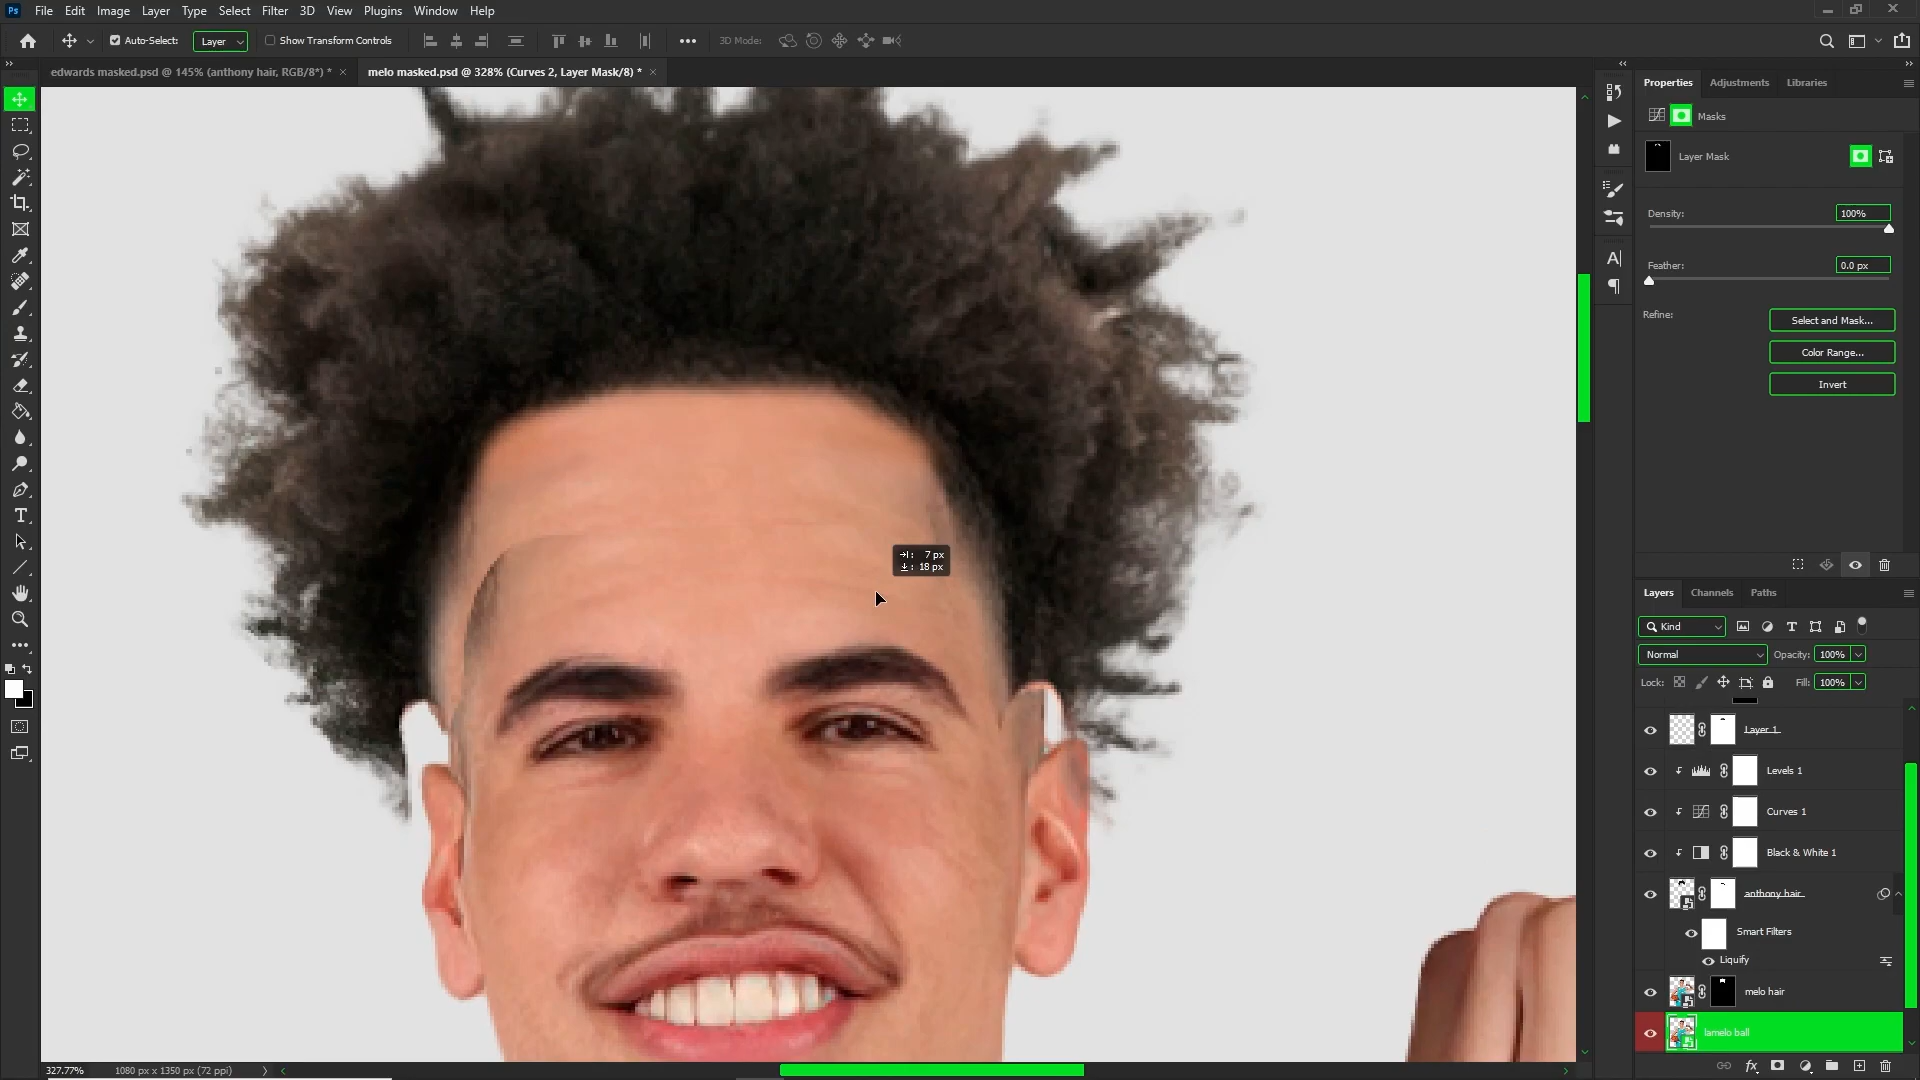 Ps File Edit Image Layer Type Select Filter 3D View Plugins Window Help
Auto-Select: Layer Show Transform Controls 3D Mode:
edwards masked.psd @ 145% (anthony hair, RGB/8*) * melo masked.psd @ 328% (Curves 2, Layer Mask/8) *
Properties Adjustments Libraries
Masks
Layer Mask
Density: 100%
Feather: 0.0 px
Refine: Select and Mask...
Color Range...
Invert
7 px
18 px
Layers Channels Paths
Kind
Normal Opacity: 100%
Lock: Fill: 100%
Layer 1
Levels 1
Curves 1
Black & White 1
anthony hair
Smart Filters
Liquify
melo hair
lamelo ball
327.77% 1080 px x 1350 px (72 ppi)